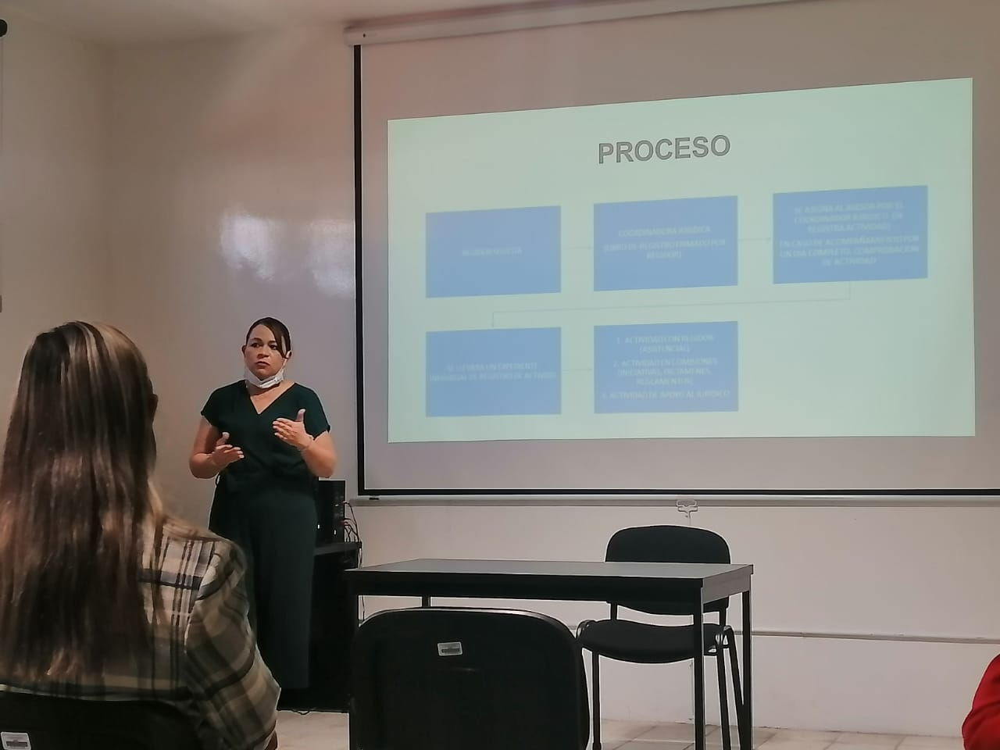 PROCESO
REGIDOR SOLICITA
COORDINADORA JURÍDICA
(LIBRO DE REGISTRO FIRMADO POR
REGIDOR)
SE ASIGNA AL ASESOR POR EL
COORDINADOR JURIDICO (SE
REGISTRA ACTIVIDAD)
EN CASO DE ACOMPAÑAMIENTO POR
UN DIA COMPLETO, COMPROBACION
DE ACTIVIDAD
SE LLEVARA UN EXPEDIENTE
INDIVIDUAL DE REGISTRO DE
1. ACTIVIDAD CON REGIDOR
(ASISTENCIAL)
2. ACTIVIDAD EN COMISIONES
(INICIATIVAS, DICTAMENES,
REGLAMENTOS)
3. ACTIVIDAD DE APOYO AL JURIDICO